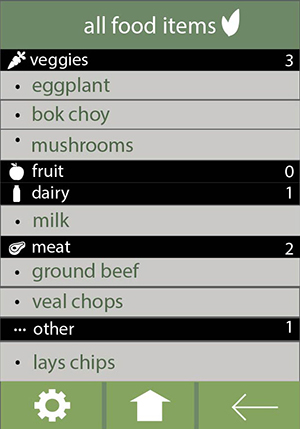 all food items
veggies 3
• eggplant
• bok choy
• mushrooms
fruit 0
dairy 1
• milk
meat 2
• ground beef
• veal chops
... other 1
• lays chips